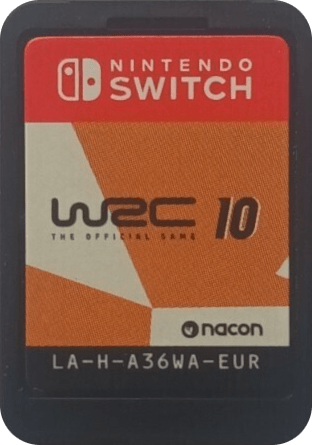 NINTENDO
SWITCH
WRC 10
THE OFFICIAL GAME
nacon
LA-H-A36WA-EUR